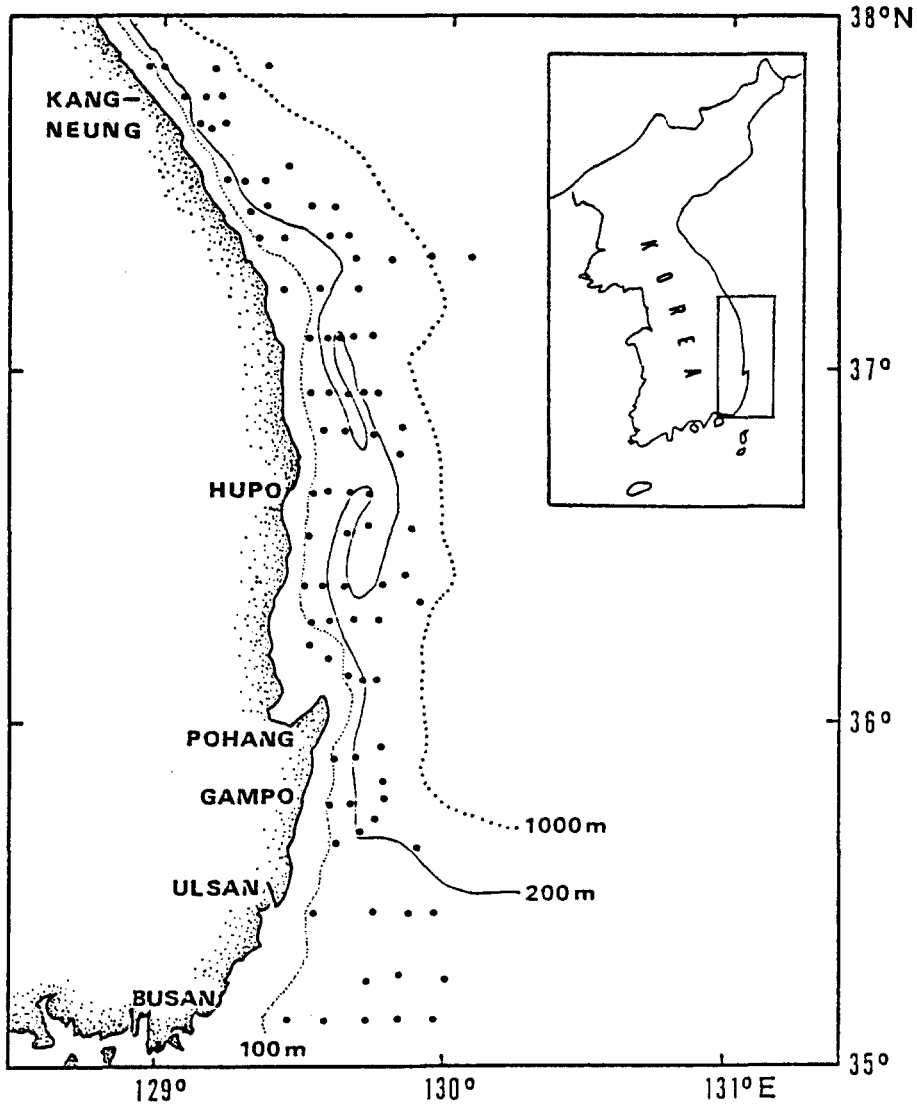 38°N
KANG-
NEUNG
KOREA
37°
HUPO
36°
POHANG
GAMPO
1000m
ULSAN
200m
BUSAN
100m
35°
129°
130°
131°E